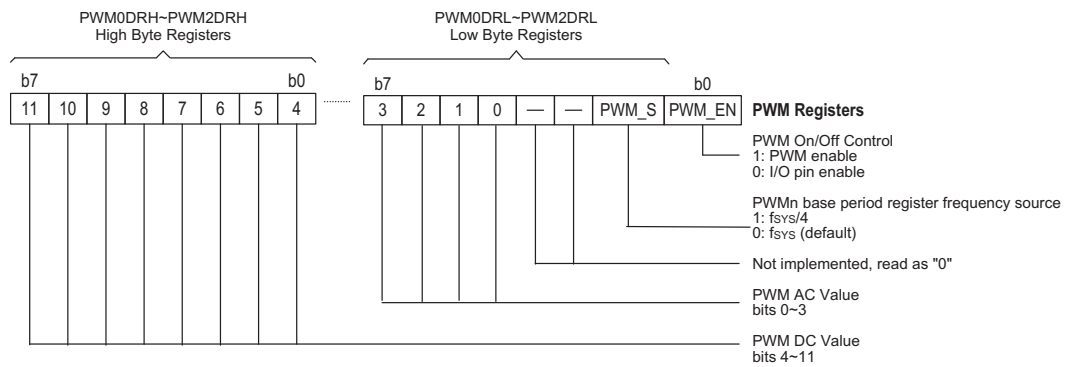 PWM0DRH~PWM2DRH
High Byte Registers
PWM0DRL~PWM2DRL
Low Byte Registers
b7 b0 b7 b0
11 10 9 8 7 6 5 4 3 2 1 0 — — PWM_S PWM_EN PWM Registers
PWM On/Off Control
1: PWM enable
0: I/O pin enable
PWMn base period register frequency source
1: fSYS/4
0: fSYS (default)
Not implemented, read as "0"
PWM AC Value
bits 0~3
PWM DC Value
bits 4~11